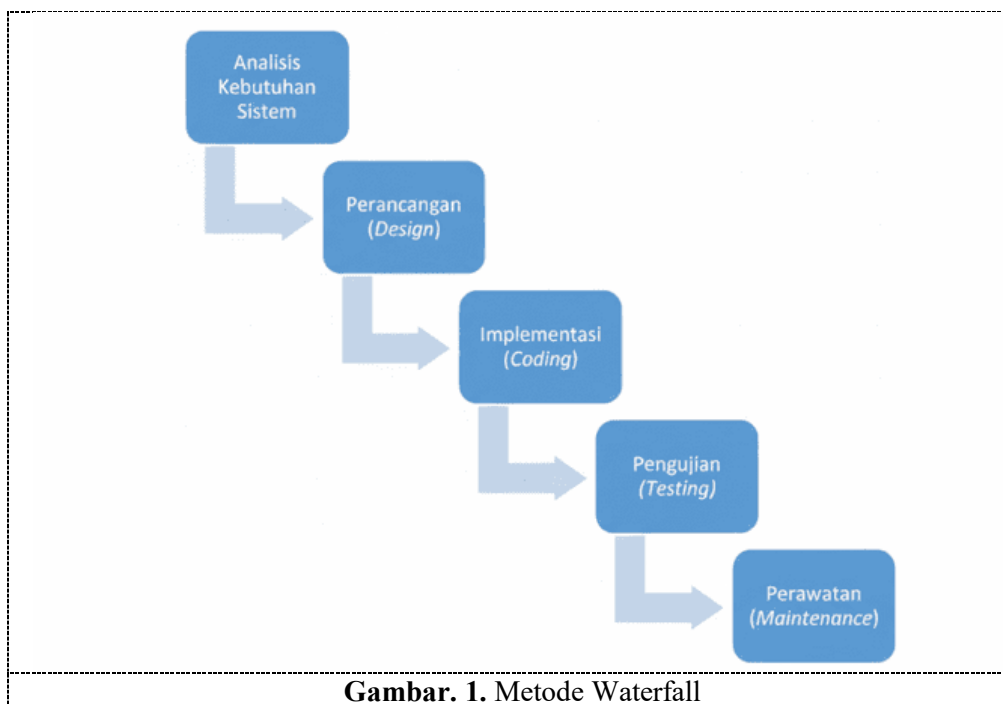 Analisis
Kebutuhan
Sistem
Perancangan
(Design)
Implementasi
(Coding)
Pengujian
(Testing)
Perawatan
(Maintenance)
Gambar. 1. Metode Waterfall